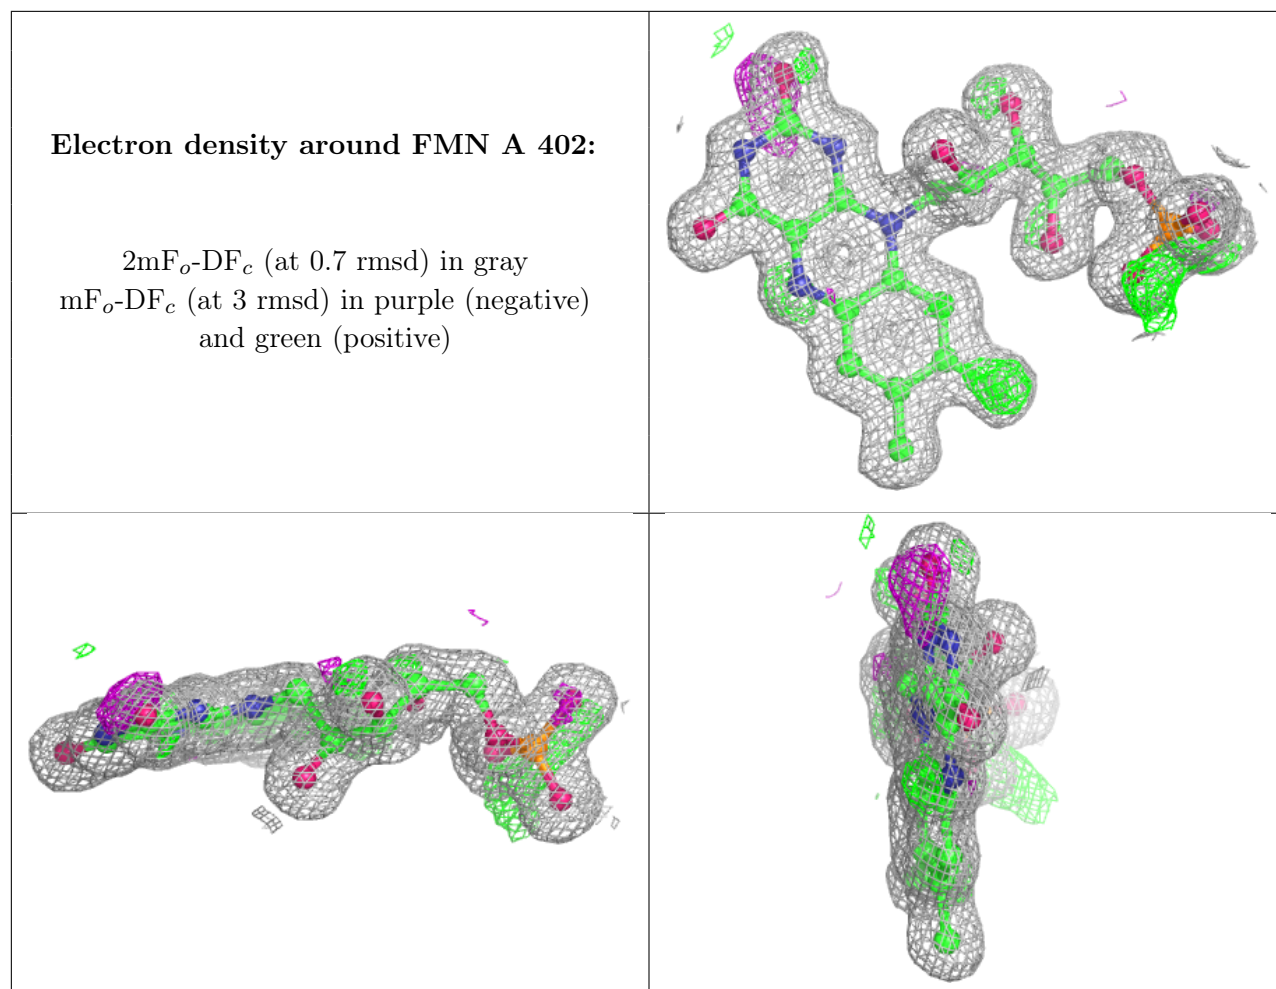 Electron density around FMN A 402:
2mFo-DFc (at 0.7 rmsd) in gray
mFo-DFc (at 3 rmsd) in purple (negative)
and green (positive)